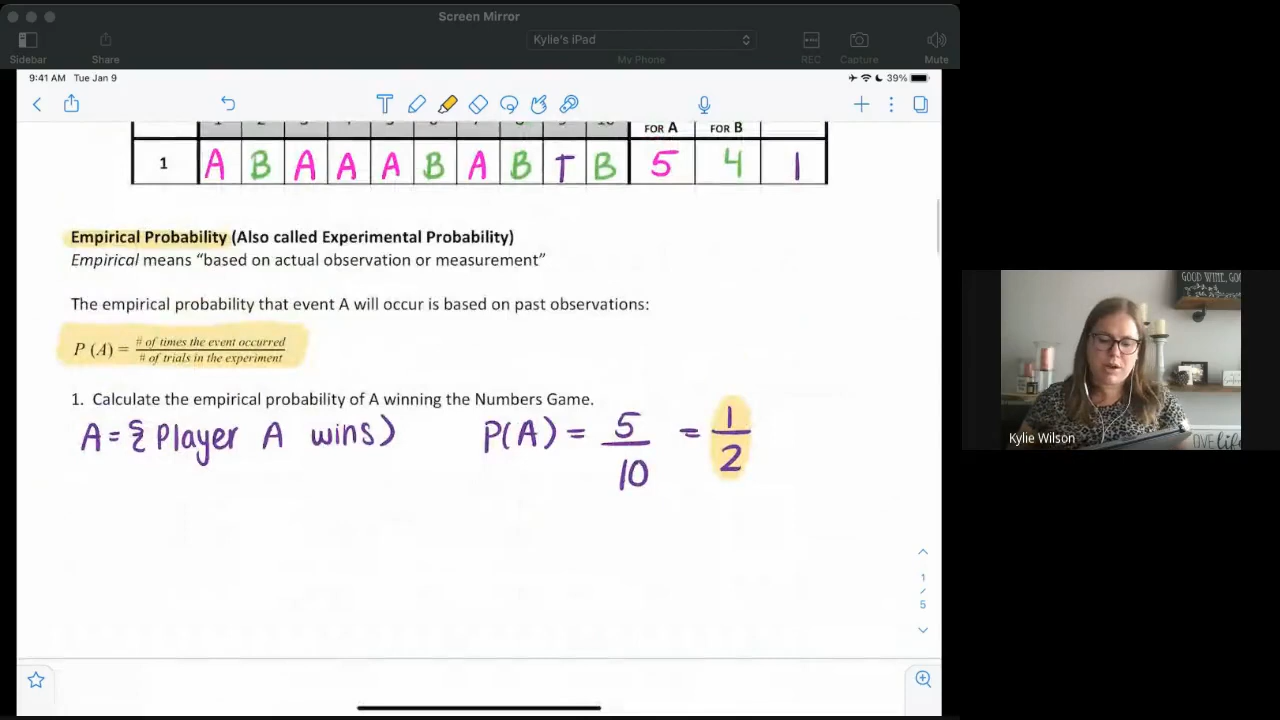 Screen Mirror
Sidebar Share Kylie's iPad My Phone REC Capture Mute
9:41 AM Tue Jan 9 39%
FOR A FOR B
1 A B A A A B A B T B 5 4 1
Empirical Probability (Also called Experimental Probability)
Empirical means “based on actual observation or measurement”
The empirical probability that event A will occur is based on past observations:
P (A) = # of times the event occurred
# of trials in the experiment
1. Calculate the empirical probability of A winning the Numbers Game.
A = { Player A wins) P(A) = 5/10 = 1/2
1
/
5
Kylie Wilson
GOOD WINE, GOO